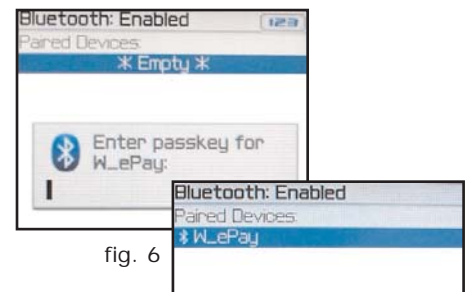 Bluetooth: Enabled 123
Paired Devices:
* Empty *
Enter passkey for
W_ePay:
fig. 6
Bluetooth: Enabled
Paired Devices:
W_ePay